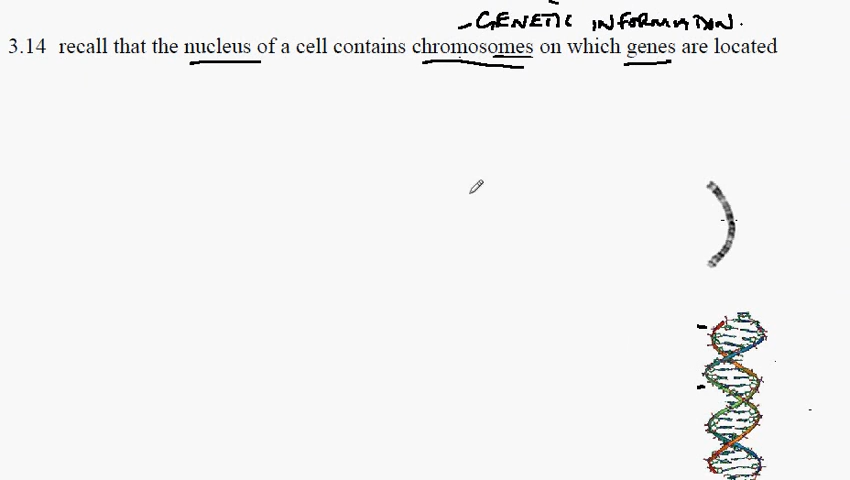 - GENETIC INFORMATION.
3.14 recall that the nucleus of a cell contains chromosomes on which genes are located